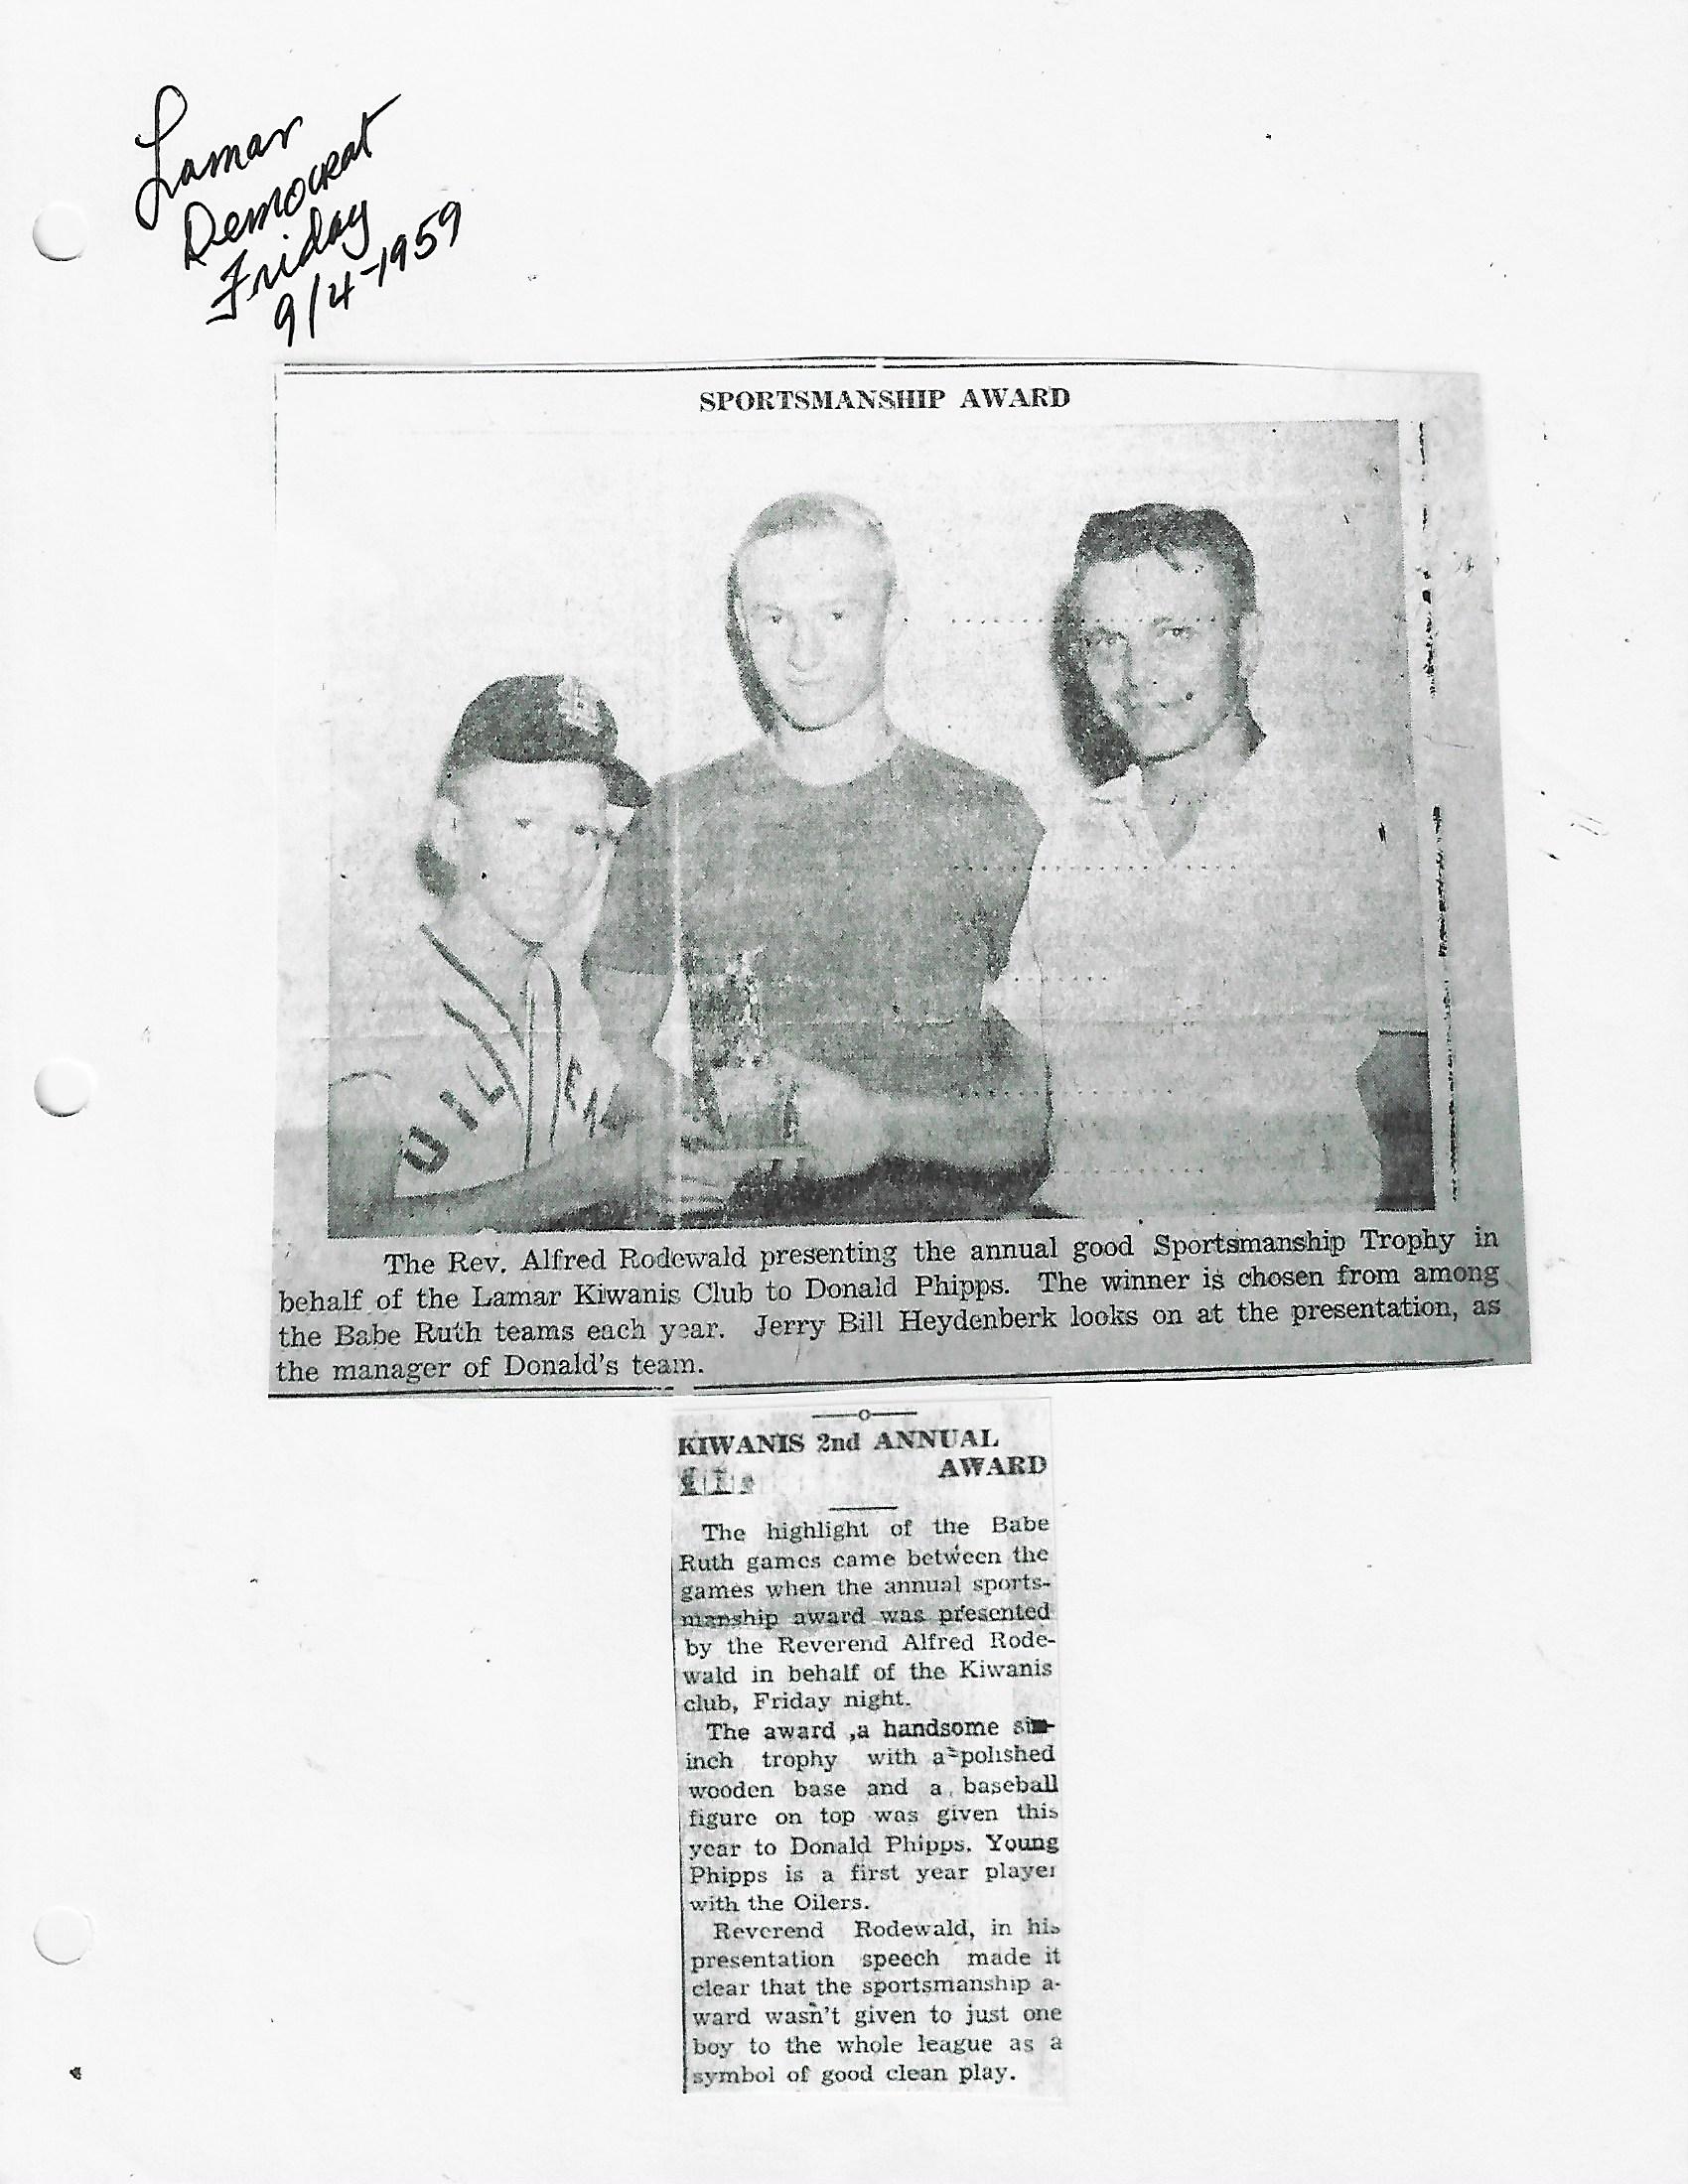 Lamar
Democrat
Friday
9/4-1959
SPORTSMANSHIP AWARD
OILERS
The Rev. Alfred Rodewald presenting the annual good Sportsmanship Trophy in
behalf of the Lamar Kiwanis Club to Donald Phipps. The winner is chosen from among
the Babe Ruth teams each year. Jerry Bill Heydenberk looks on at the presentation, as
the manager of Donald's team.
KIWANIS 2nd ANNUAL
AWARD
The highlight of the Babe
Ruth games came between the
games when the annual sports-
manship award was presented
by the Reverend Alfred Rode-
wald in behalf of the Kiwanis
club, Friday night.
The award ,a handsome
inch trophy with a polished
wooden base and a baseball
figure on top was given this
year to Donald Phipps. Young
Phipps is a first year player
with the Oilers.
Reverend Rodewald, in his
presentation speech made it
clear that the sportsmanship a-
ward wasn't given to just one
boy to the whole league as a
symbol of good clean play.